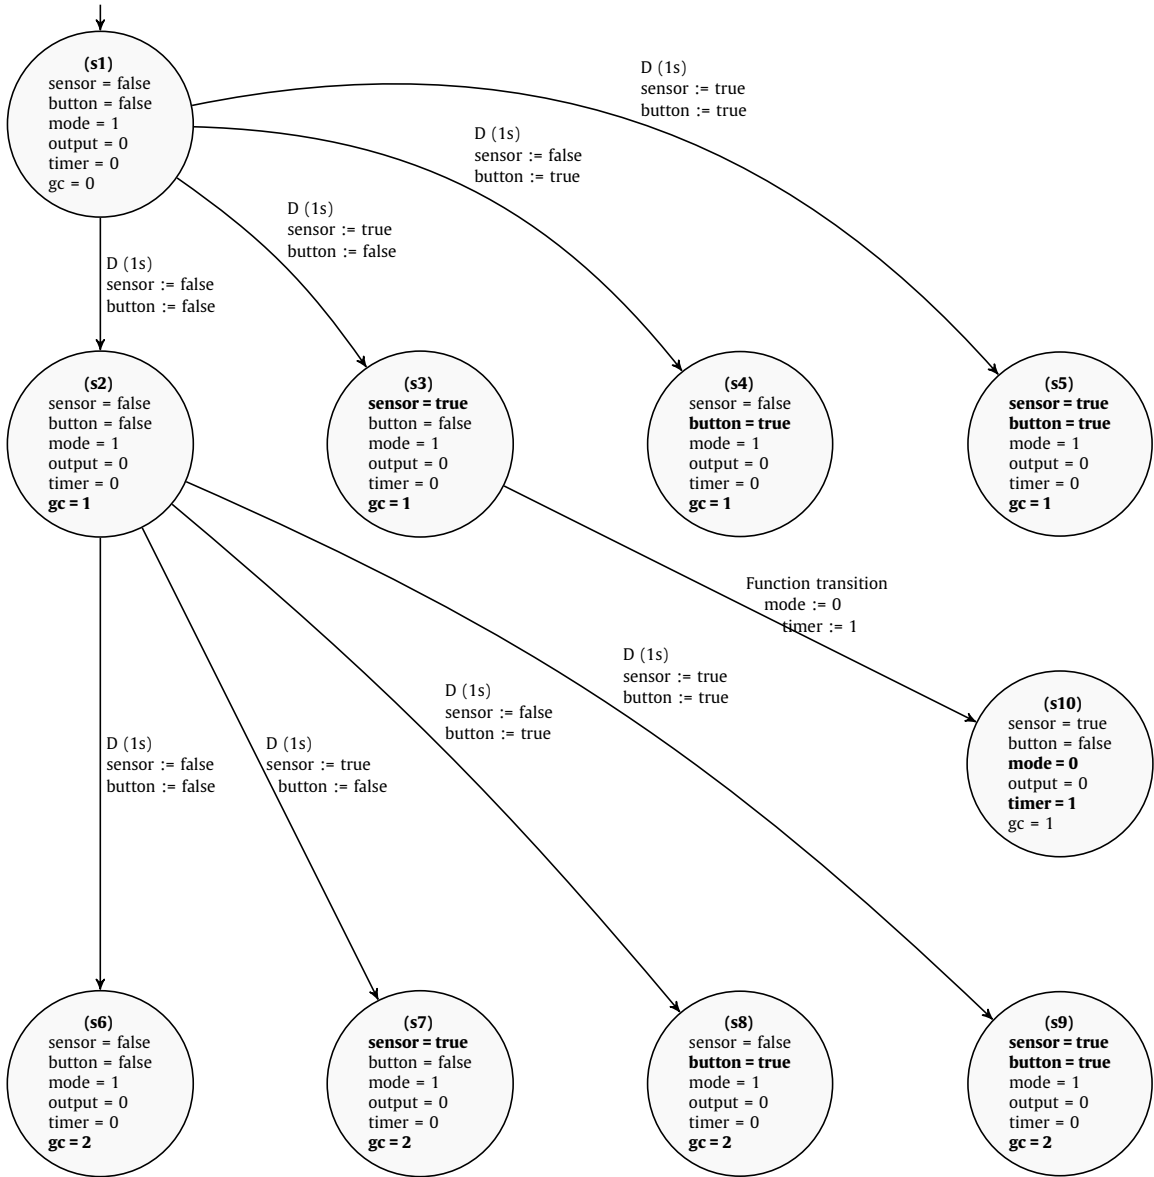 (s1)
sensor = false
button = false
mode = 1
output = 0
timer = 0
gc = 0
D (1s)
sensor := true
button := true
D (1s)
sensor := false
button := true
D (1s)
sensor := true
button := false
D (1s)
sensor := false
button := false
(s2)
sensor = false
button = false
mode = 1
output = 0
timer = 0
gc = 1
(s3)
sensor = true
button = false
mode = 1
output = 0
timer = 0
gc = 1
(s4)
sensor = false
button = true
mode = 1
output = 0
timer = 0
gc = 1
(s5)
sensor = true
button = true
mode = 1
output = 0
timer = 0
gc = 1
Function transition
mode := 0
timer := 1
D (1s)
sensor := true
button := true
D (1s)
sensor := false
button := true
D (1s)
sensor := true
button := false
D (1s)
sensor := false
button := false
(s10)
sensor = true
button = false
mode = 0
output = 0
timer = 1
gc = 1
(s6)
sensor = false
button = false
mode = 1
output = 0
timer = 0
gc = 2
(s7)
sensor = true
button = false
mode = 1
output = 0
timer = 0
gc = 2
(s8)
sensor = false
button = true
mode = 1
output = 0
timer = 0
gc = 2
(s9)
sensor = true
button = true
mode = 1
output = 0
timer = 0
gc = 2